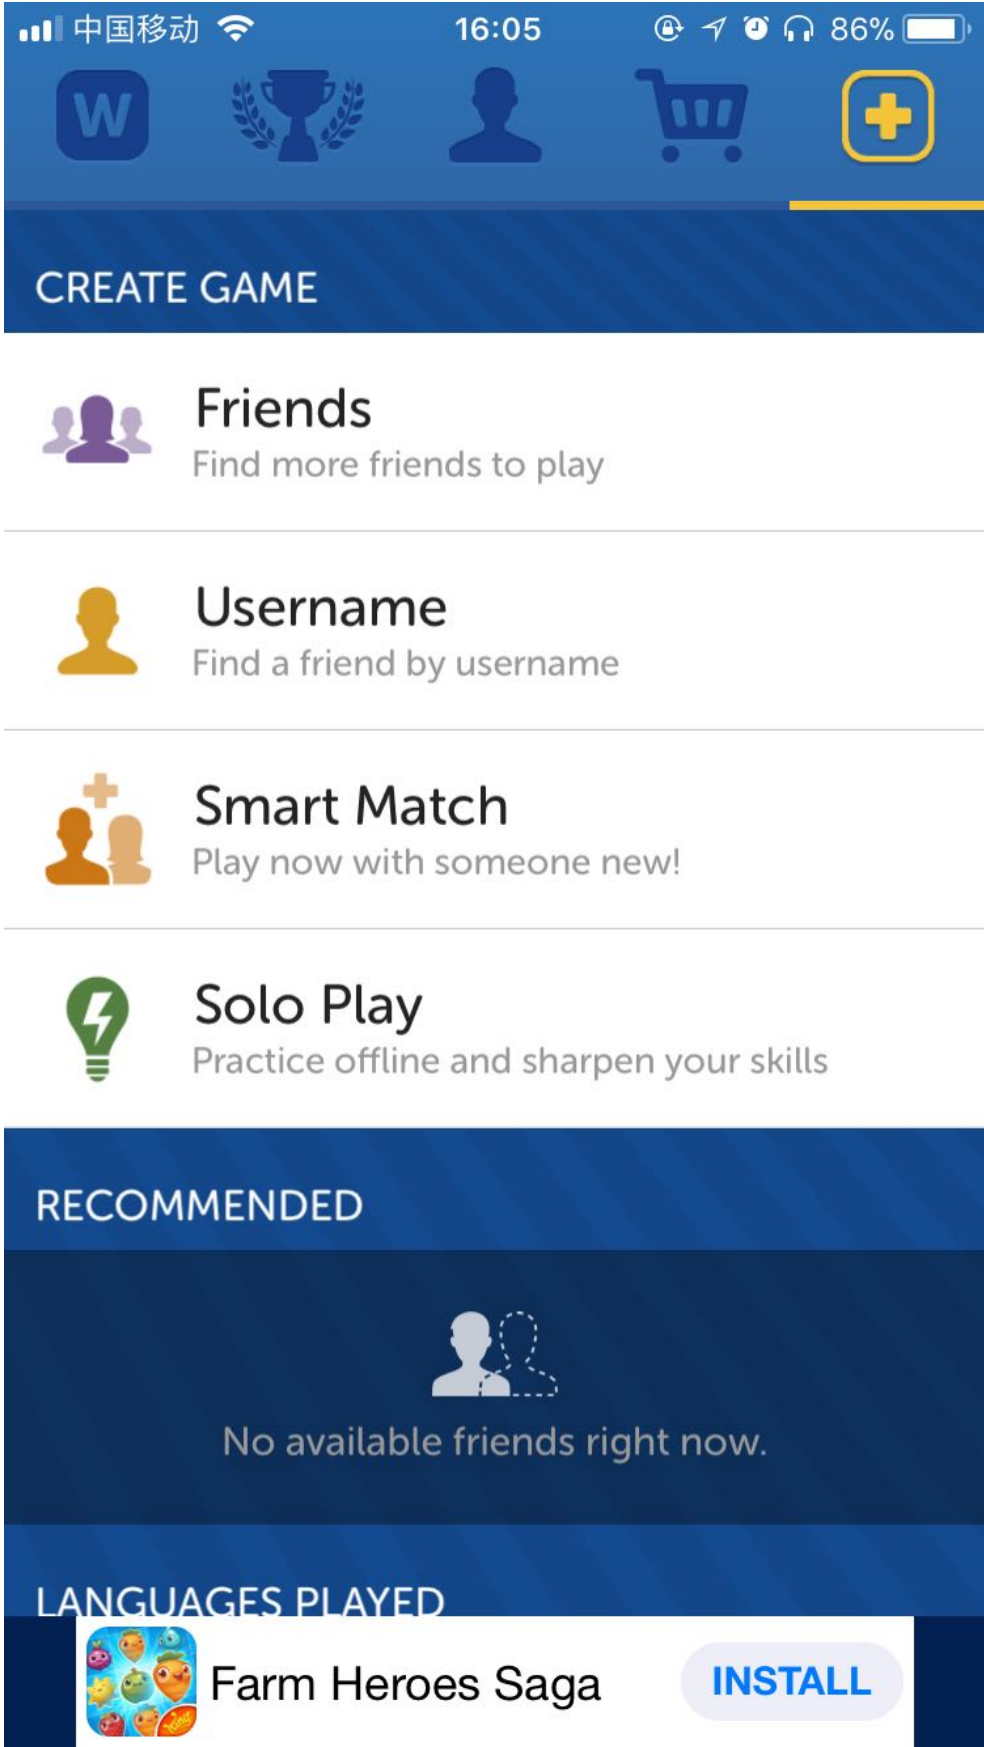 中国移动 16:05 86%
W
CREATE GAME
Friends
Find more friends to play
Username
Find a friend by username
Smart Match
Play now with someone new!
Solo Play
Practice offline and sharpen your skills
RECOMMENDED
No available friends right now.
LANGUAGES PLAYED
Farm Heroes Saga
INSTALL
King